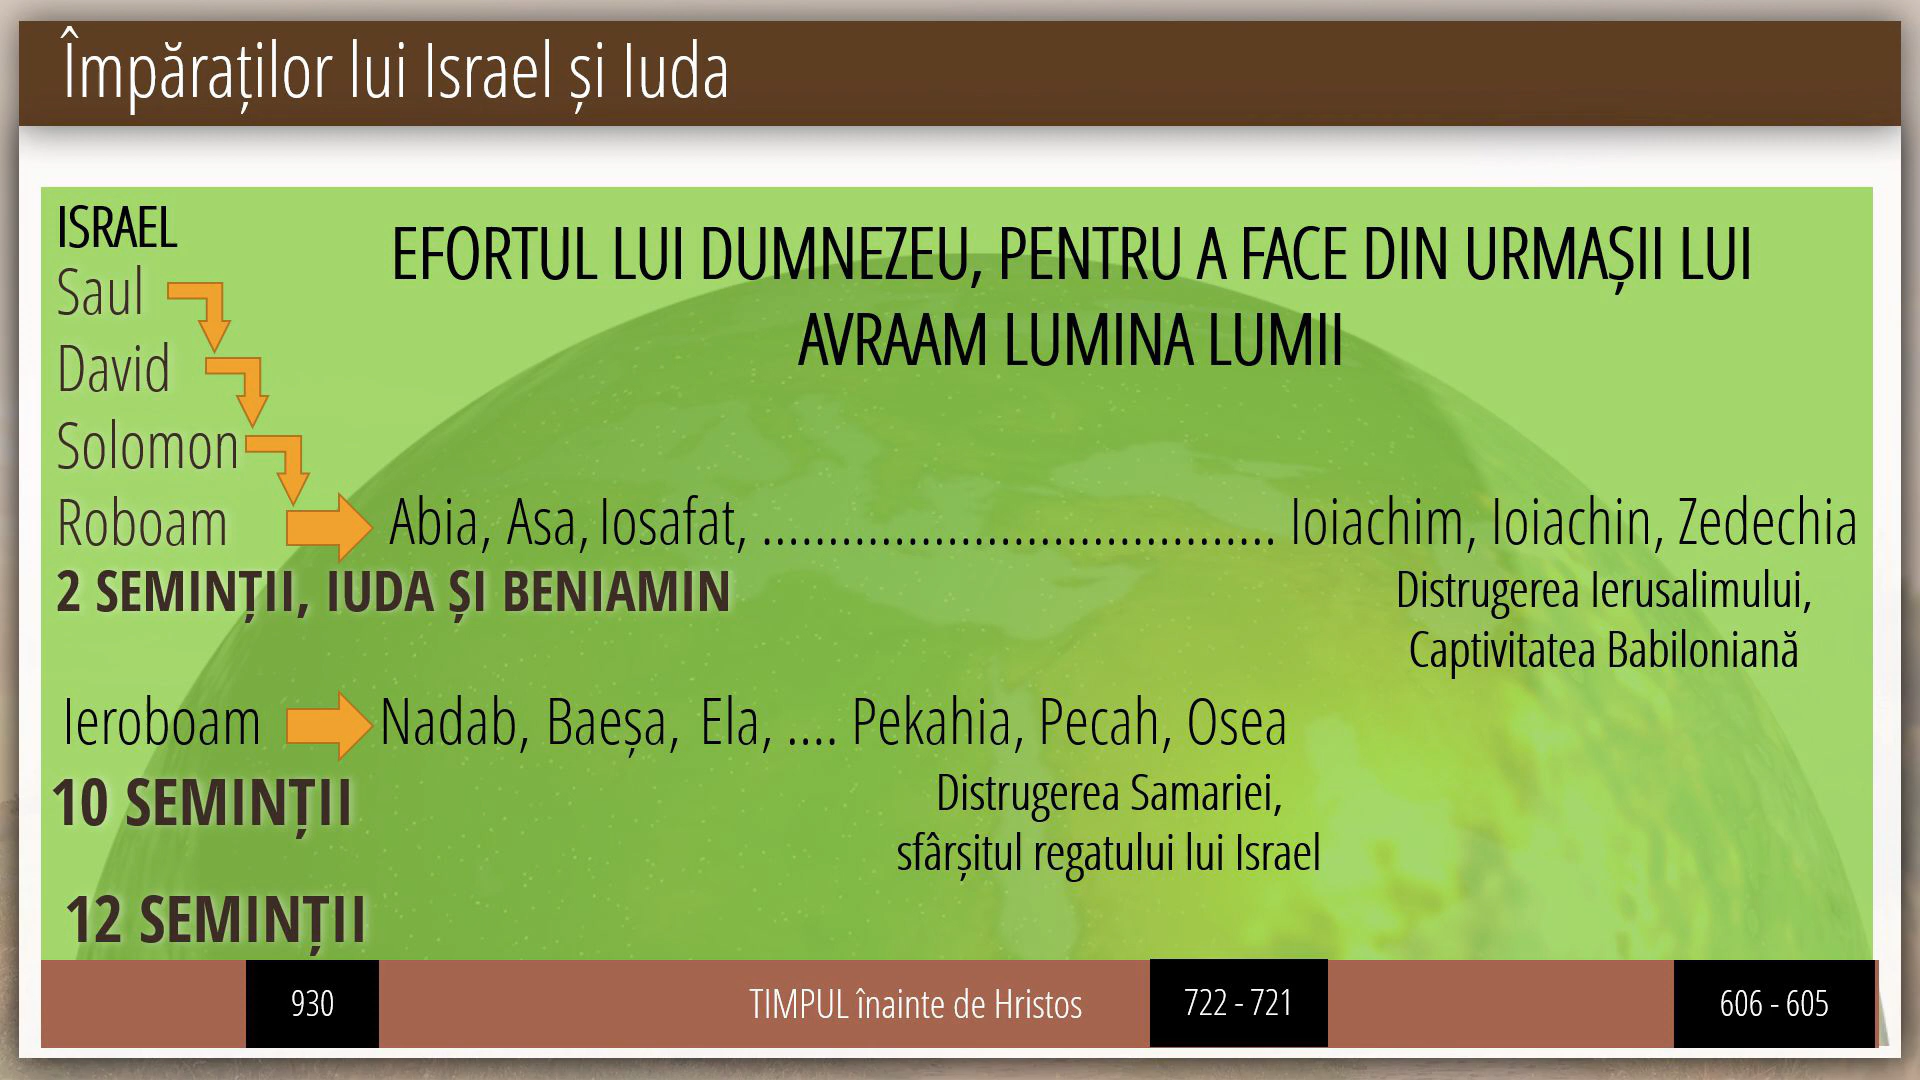 Împăraților lui Israel și Iuda
ISRAEL
EFORTUL LUI DUMNEZEU, PENTRU A FACE DIN URMAȘII LUI
AVRAAM LUMINA LUMII
Saul
David
Solomon
Roboam
Abia, Asa, Iosafat, ....................................... Ioiachim, Ioiachin, Zedechia
2 SEMINȚII, IUDA ȘI BENIAMIN
Distrugerea Ierusalimului,
Captivitatea Babiloniană
Ieroboam
Nadab, Baeșa, Ela, .... Pekahia, Pecah, Osea
10 SEMINȚII
Distrugerea Samariei,
sfârșitul regatului lui Israel
12 SEMINȚII
930
TIMPUL înainte de Hristos
722 - 721
606 - 605